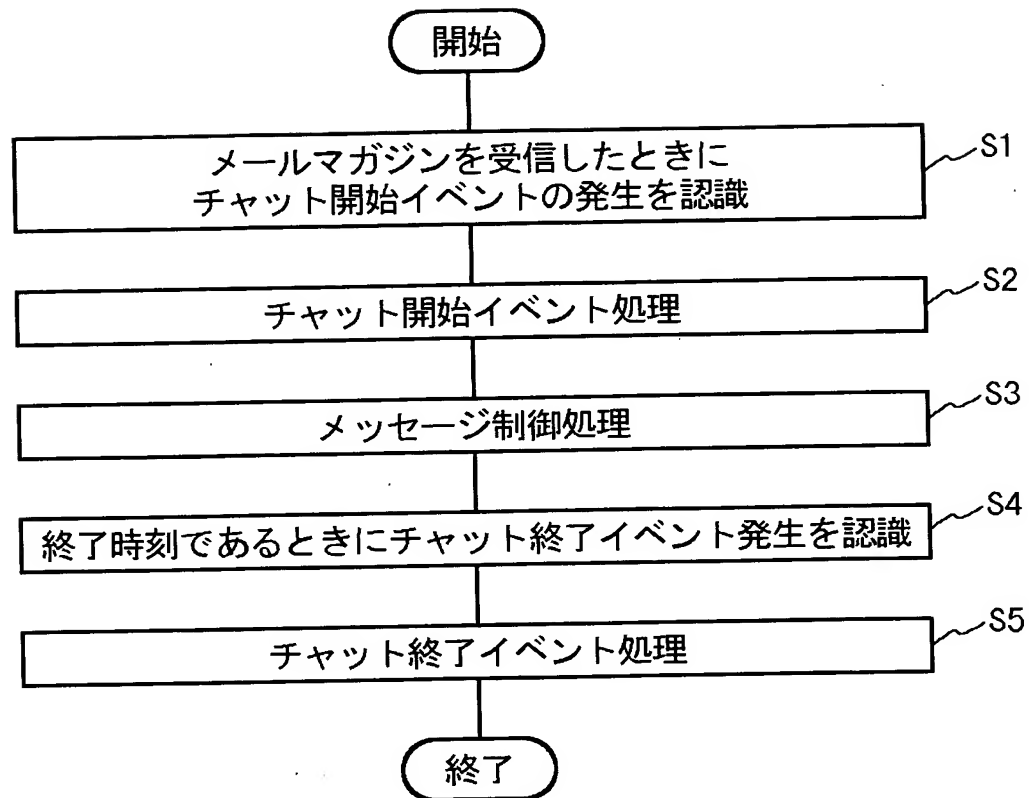 開始
メールマガジンを受信したときに
チャット開始イベントの発生を認識
S1
チャット開始イベント処理
S2
メッセージ制御処理
S3
終了時刻であるときにチャット終了イベント発生を認識
S4
チャット終了イベント処理
S5
終了